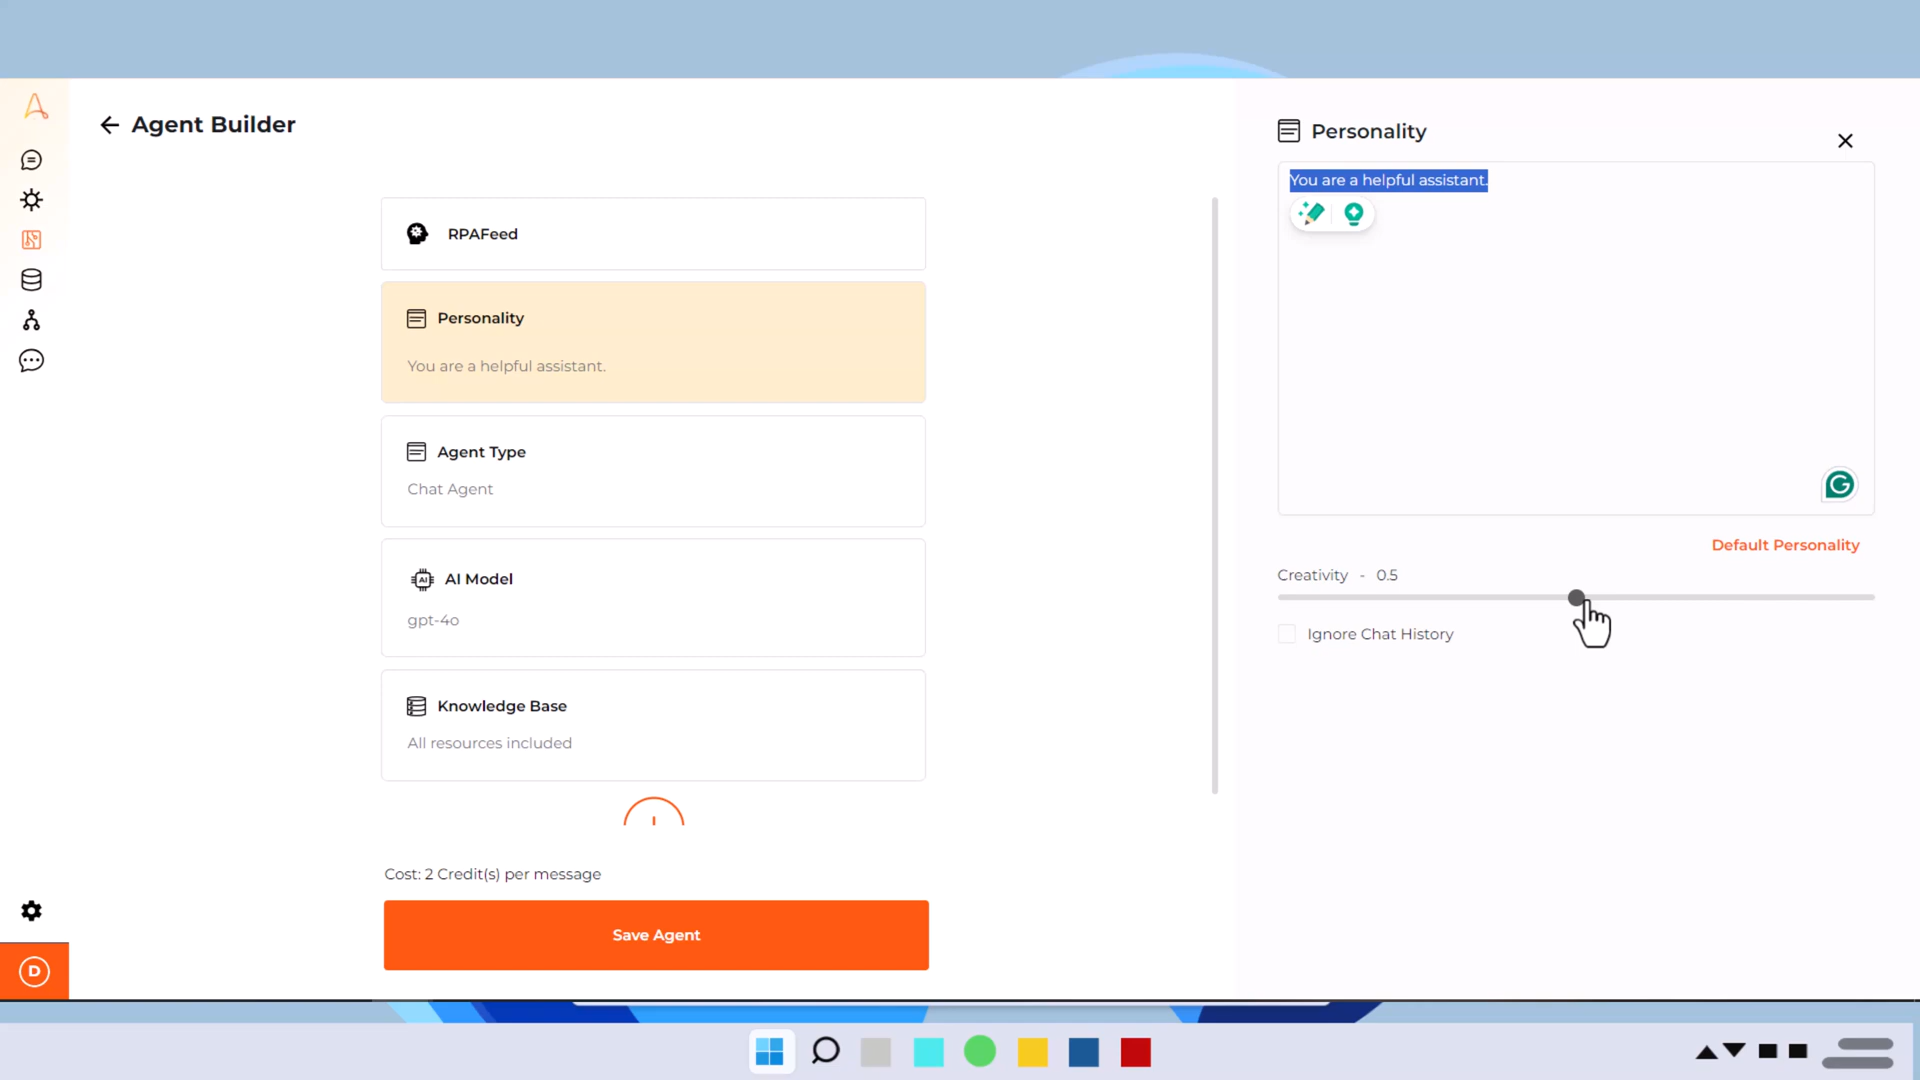 Agent Builder
RPAFeed
Personality
You are a helpful assistant.
Agent Type
Chat Agent
AI
AI Model
gpt-4o
Knowledge Base
All resources included
Cost: 2 Credit(s) per message
Save Agent
D
Personality
You are a helpful assistant.
G
Default Personality
Creativity - 0.5
Ignore Chat History